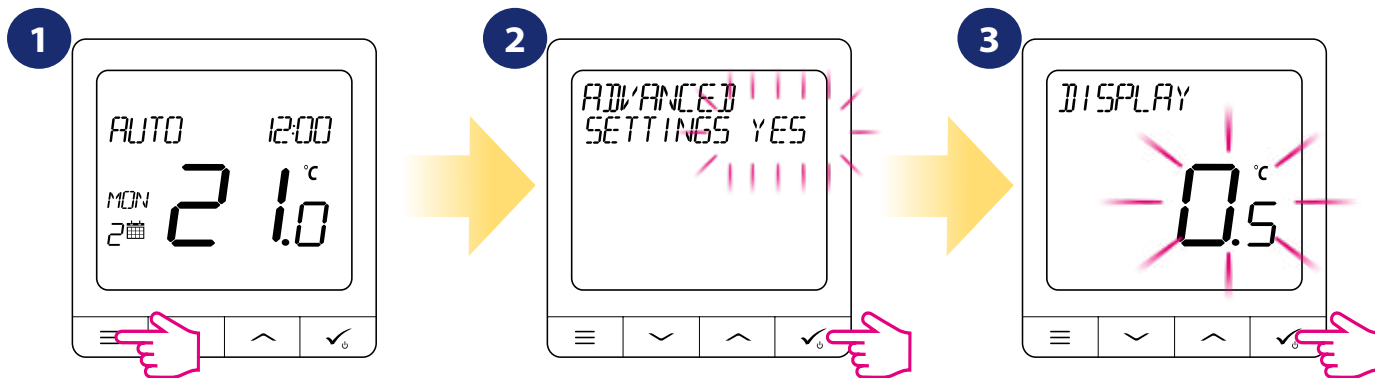 1
AUTO 12:00
MON
2
21.0 °C
2
ADVANCED
SETTINGS YES
3
DISPLAY
0.5 °C